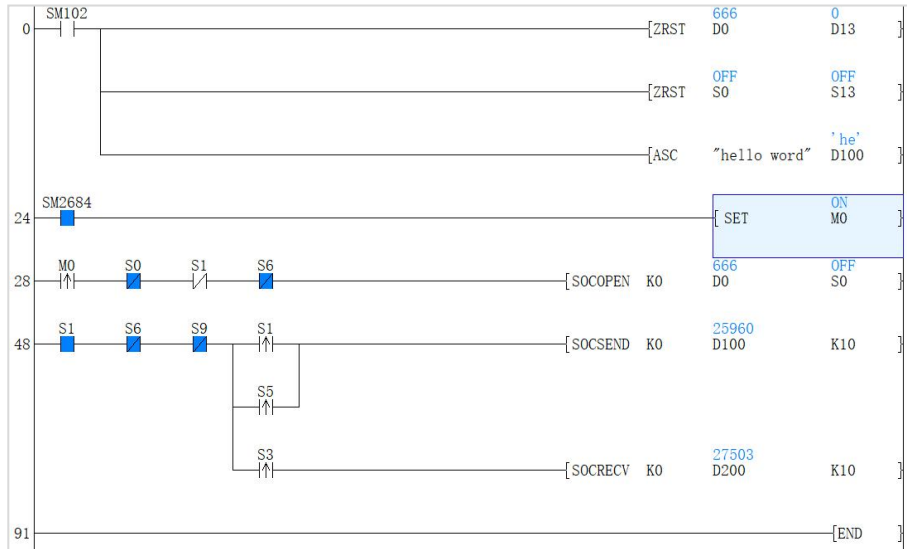 SM102 666 0
0 [ZRST D0 D13 ]
OFF OFF
[ZRST S0 S13 ]
'he'
[ASC "hello word" D100 ]
SM2684 ON
24 [ SET M0 ]
M0 S0 S1 S6 666 OFF
28 [SOCOPEN K0 D0 S0 ]
S1 S6 S9 S1 25960
48 [SOCSEND K0 D100 K10 ]
S5
S3 27503
[SOCRECV K0 D200 K10 ]
91 [END ]